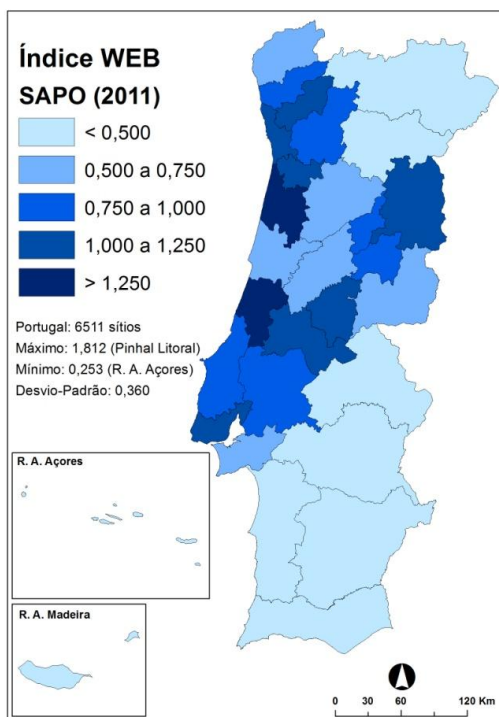 Índice WEB
SAPO (2011)
< 0,500
0,500 a 0,750
0,750 a 1,000
1,000 a 1,250
> 1,250
Portugal: 6511 sítios
Máximo: 1,812 (Pinhal Litoral)
Mínimo: 0,253 (R. A. Açores)
Desvio-Padrão: 0,360
R. A. Açores
R. A. Madeira
0 30 60 120 Km